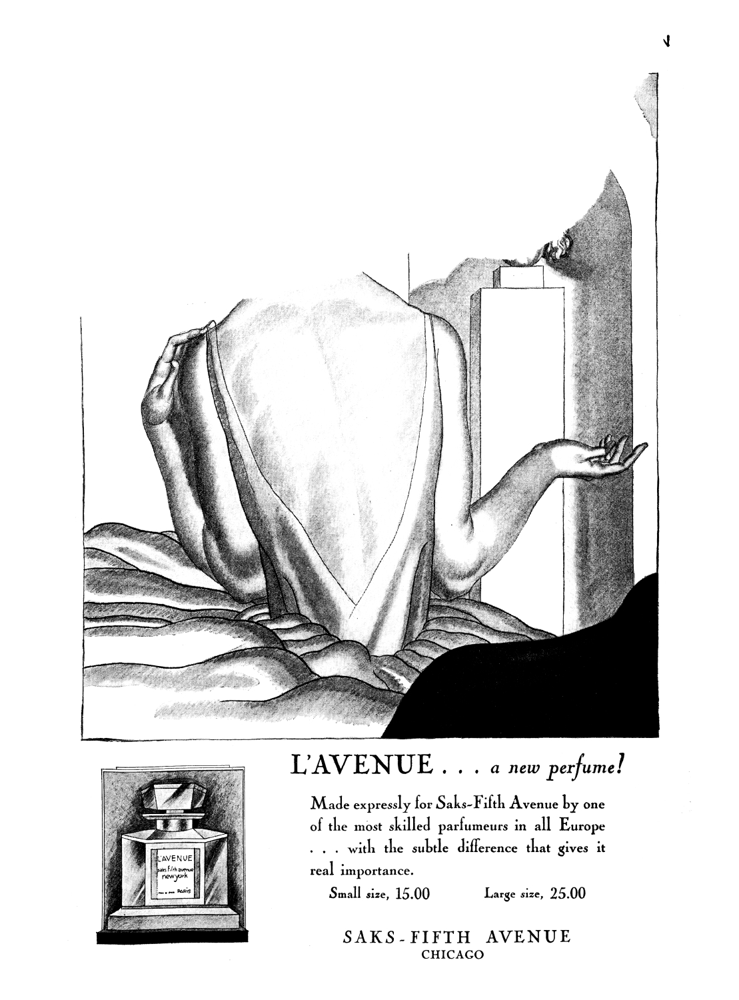 L'AVENUE . . . a new perfume!
Made expressly for Saks-Fifth Avenue by one
of the most skilled parfumeurs in all Europe
. . . with the subtle difference that gives it
real importance.
Small size, 15.00 Large size, 25.00
SAKS-FIFTH AVENUE
CHICAGO
L'AVENUE
saks fifth avenue
new york
PARIS